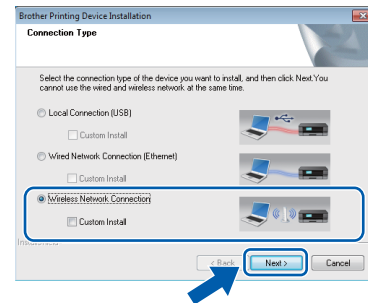 Brother Printing Device Installation
Connection Type
Select the connection type of the device you want to install, and then click Next.You
cannot use the wired and wireless network at the same time.
Local Connection (USB)
Custom Install
Wired Network Connection (Ethernet)
Custom Install
Wireless Network Connection
Custom Install
InstallShield
< Back
Next >
Cancel